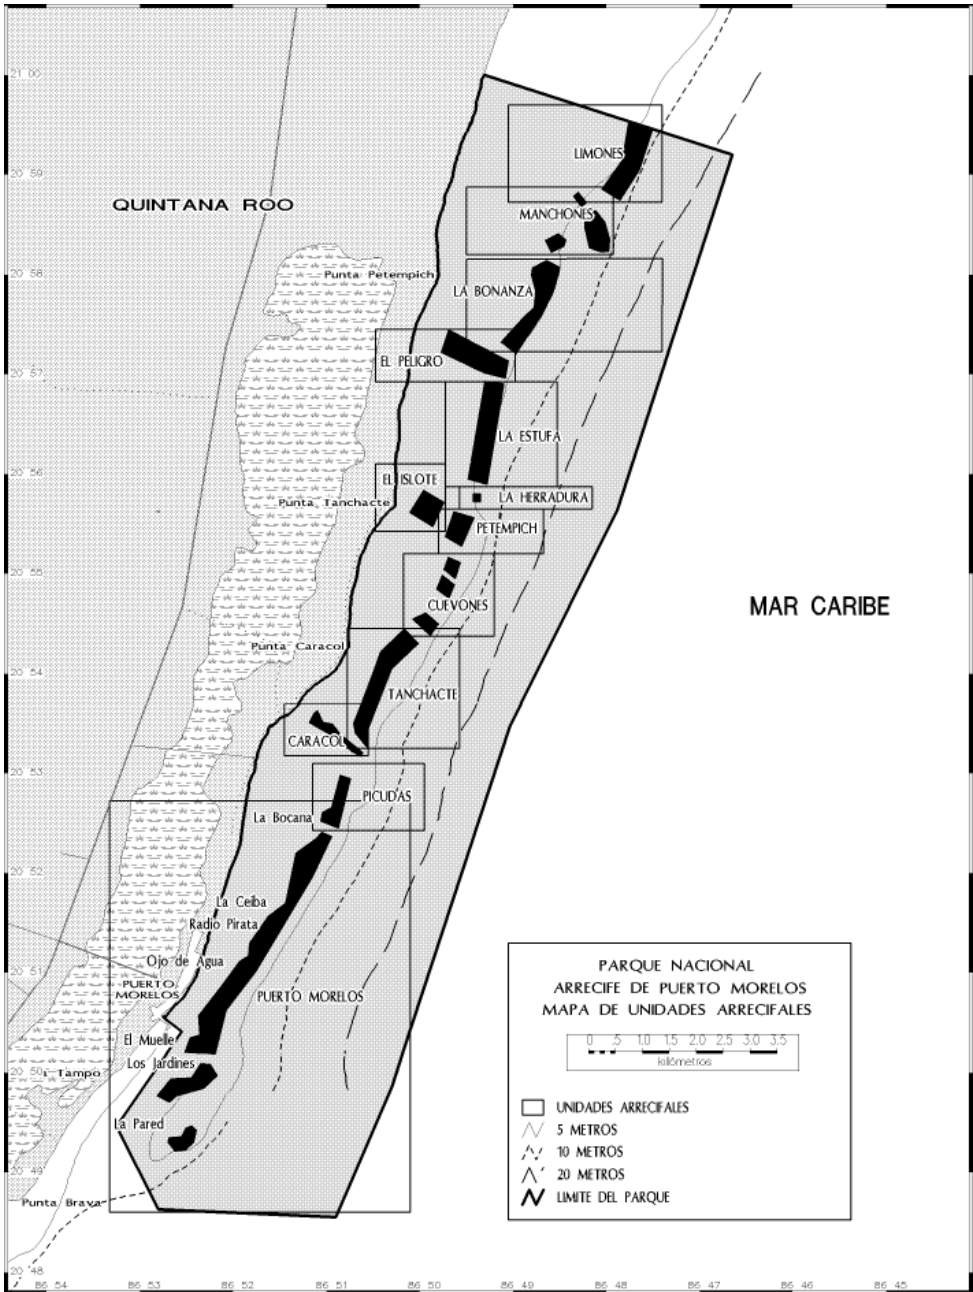 21 00
LIMONES
20 59
QUINTANA ROO
MANCHONES
20 58
Punta Petempich
LA BONANZA
EL PELIGRO
20 57
LA ESTUFA
20 56
EL ISLOTE
LA HERRADURA
Punta Tanchacte
PETEMPICH
20 55
CUEVONES
MAR CARIBE
Punta Caracol
20 54
TANCHACTE
CARACOL
20 53
PICUDAS
La Bocana
20 52
La Ceiba
Radio Pirata
Ojo de Agua
20 51
PUERTO
MORELOS
PUERTO MORELOS
El Muelle
Los Jardines
20 50
Tampo
La Pared
20 49
Punta Brava
20 48
PARQUE NACIONAL
ARRECIFE DE PUERTO MORELOS
MAPA DE UNIDADES ARRECIFALES
0 .5 1.0 1.5 2.0 2.5 3.0 3.5
kilómetros
UNIDADES ARRECIFALES
5 METROS
10 METROS
20 METROS
LIMITE DEL PARQUE
86 54 86 53 86 52 86 51 86 50 86 49 86 48 86 47 86 46 86 45